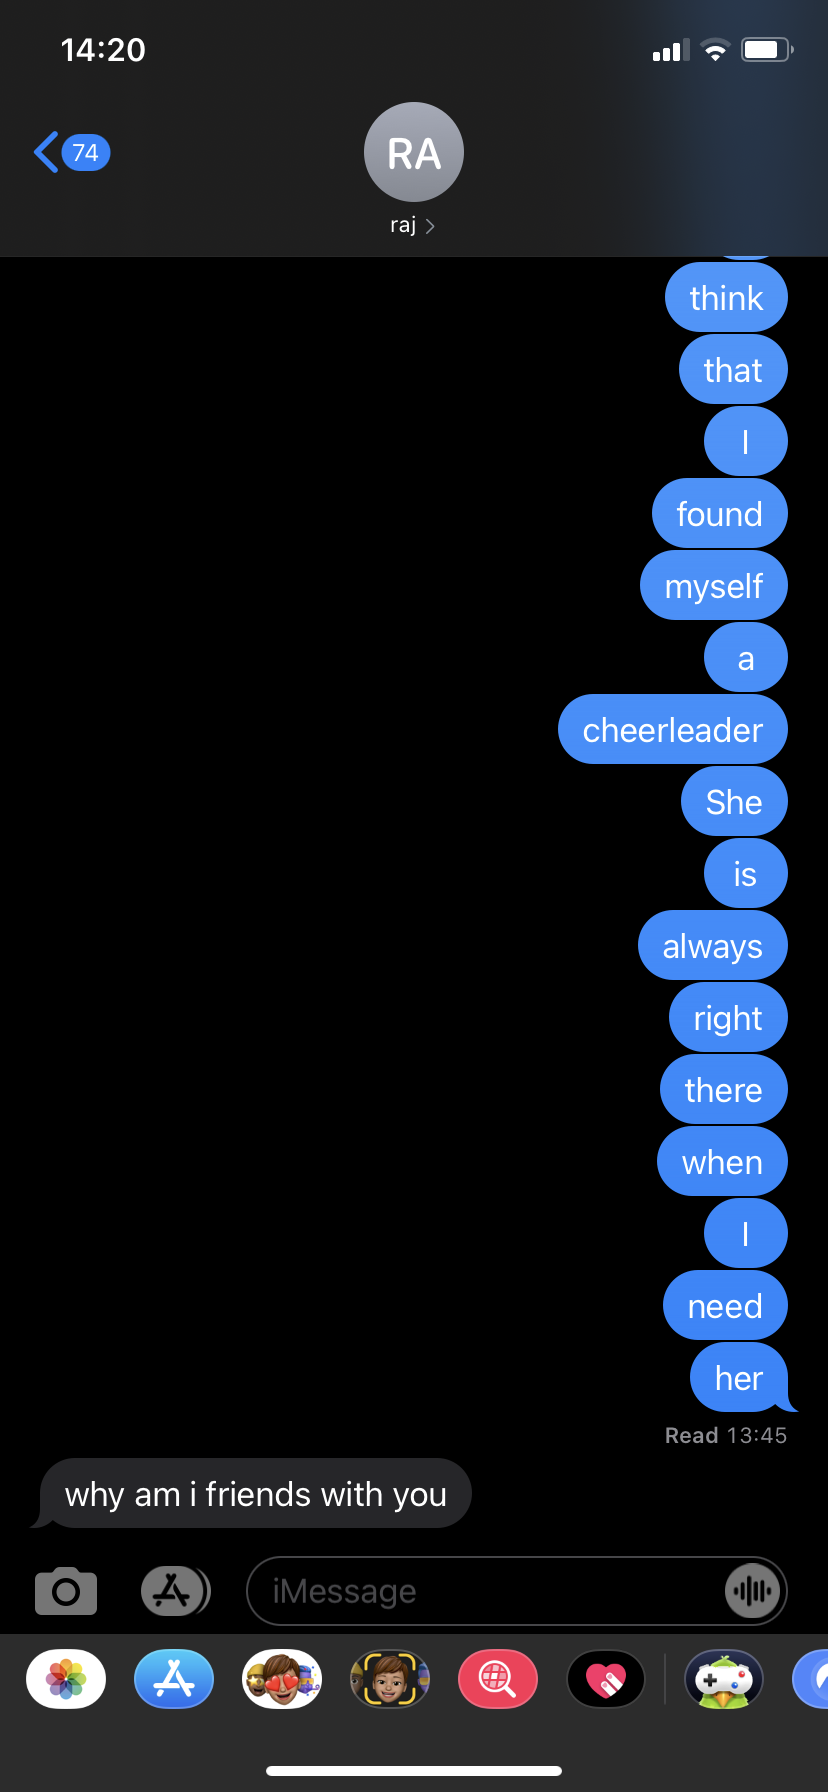 14:20
74
RA
raj
think
that
I
found
myself
a
cheerleader
She
is
always
right
there
when
I
need
her
Read 13:45
why am i friends with you
iMessage